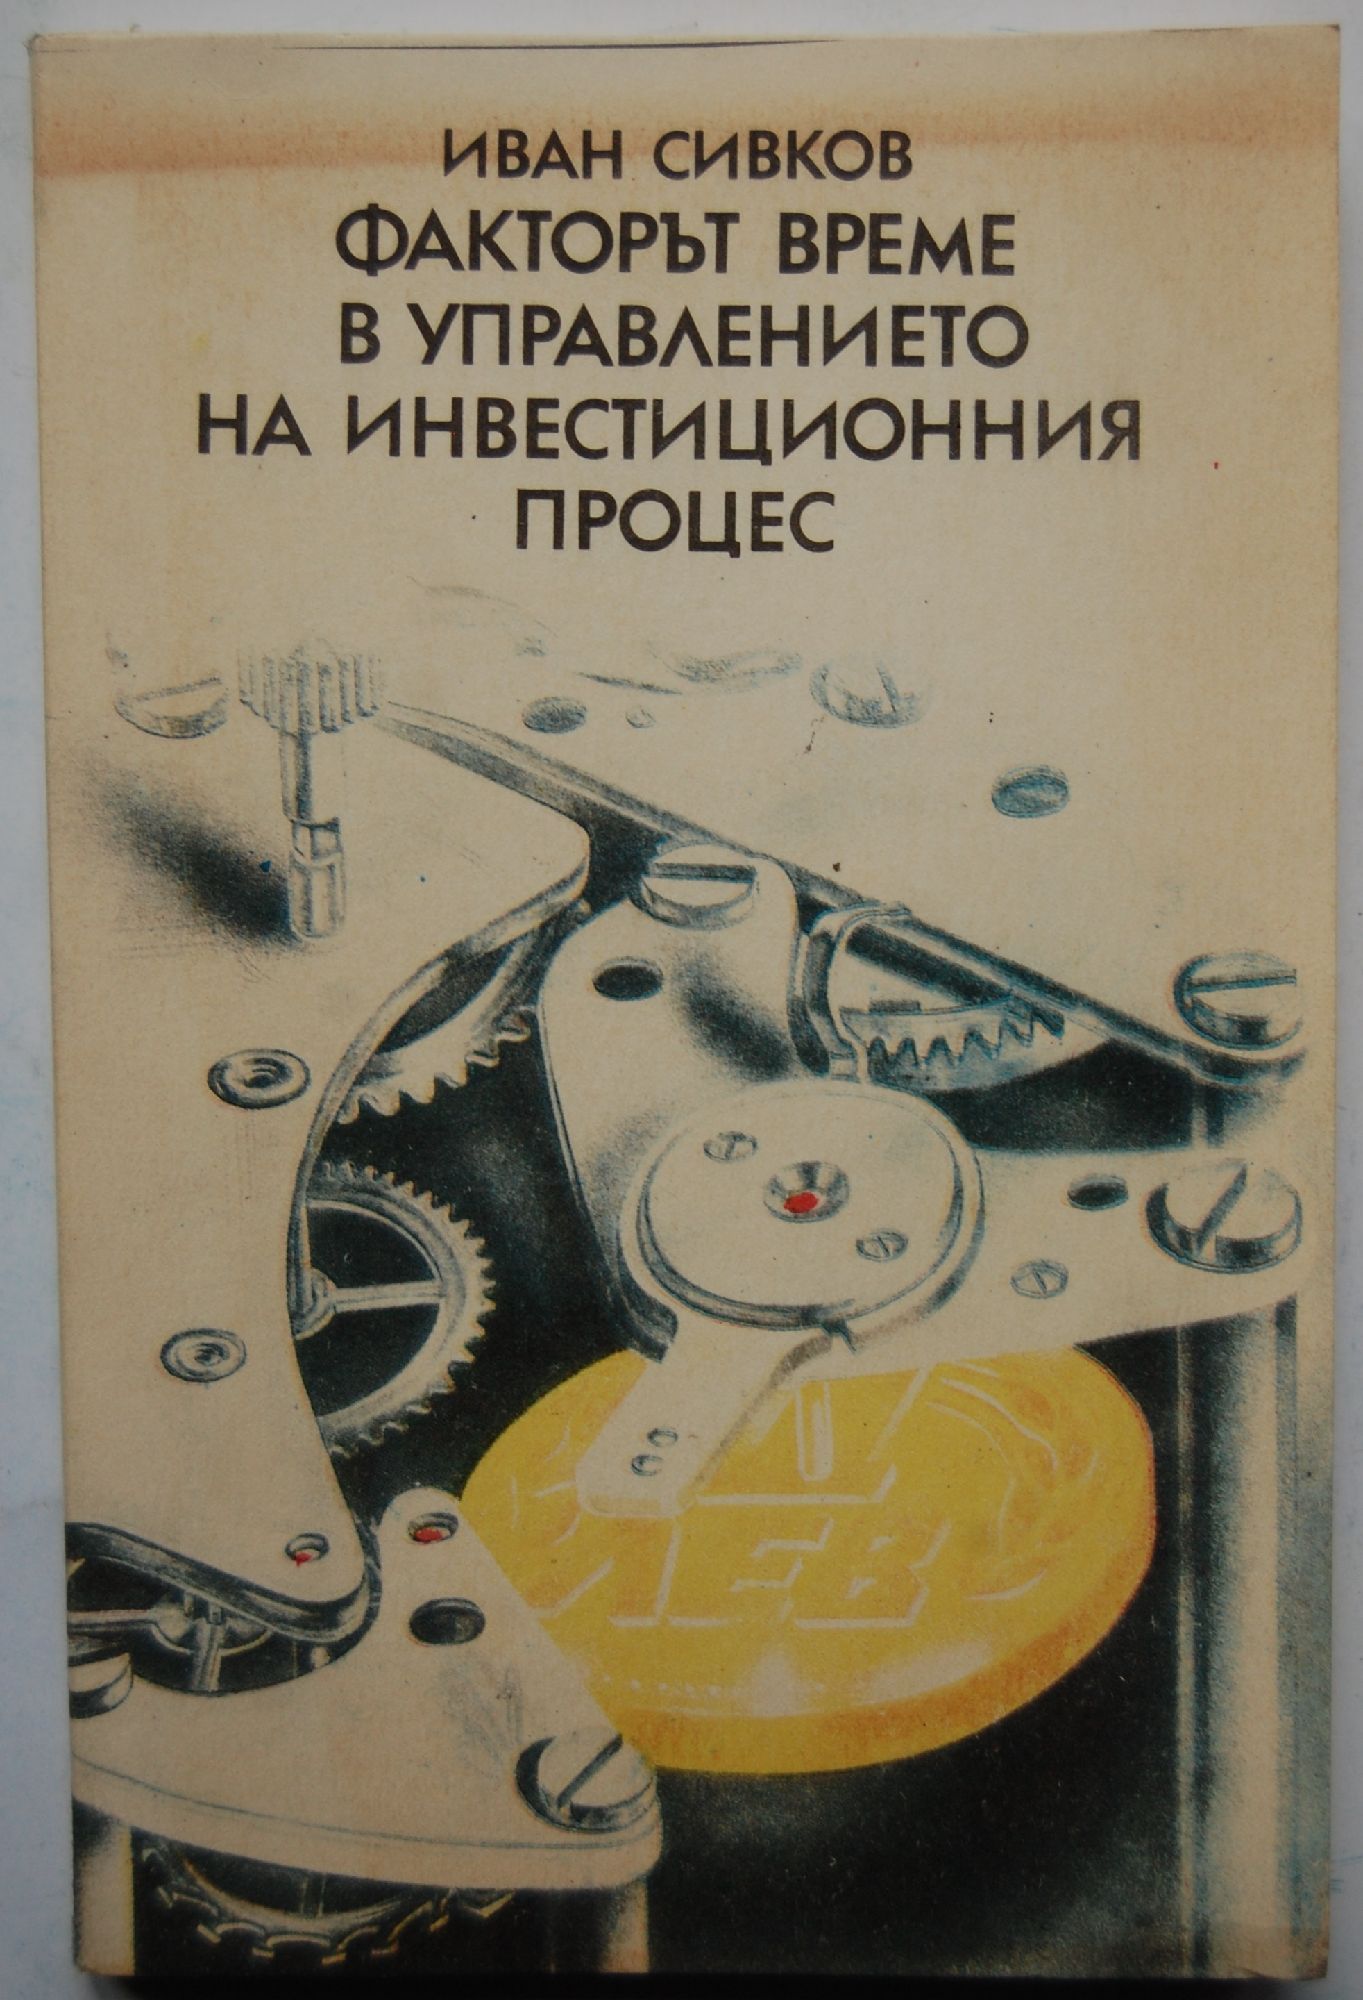 ИВАН СИВКОВ
ФАКТОРЪТ ВРЕМЕ
В УПРАВЛЕНИЕТО
НА ИНВЕСТИЦИОННИЯ
ПРОЦЕС
1
ЛЕВ